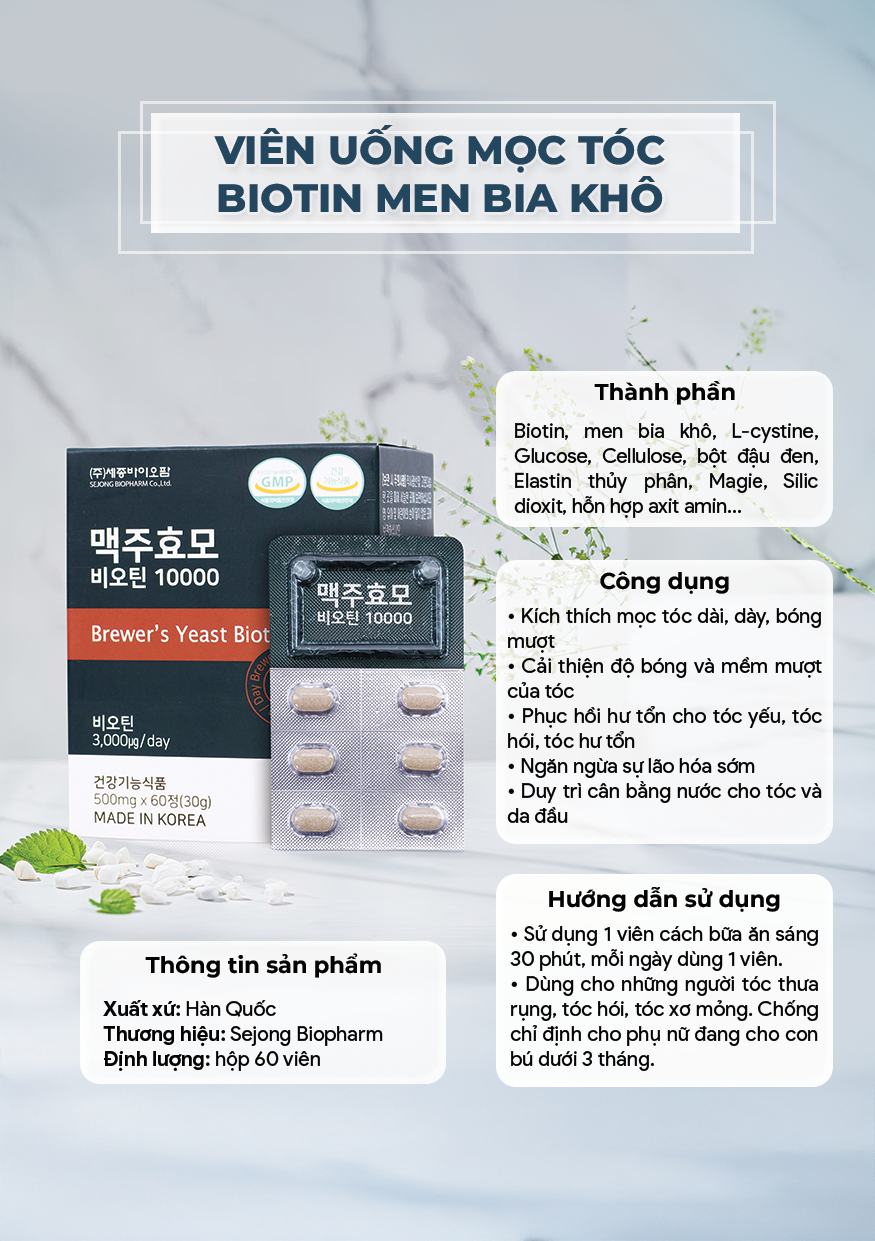 VIÊN UỐNG MỌC TÓC
BIOTIN MEN BIA KHÔ
Thành phần
Biotin, men bia khô, L-cystine,
Glucose, Cellulose, bột đậu đen,
Elastin thủy phân, Magie, Silic
dioxit, hỗn hợp axit amin...
(주)세종바이오팜
SEJONG BIOPHARM Co.,Ltd.
GMP
건강
기능식품
맥주효모
비오틴 10000
Brewer's Yeast Biot
비오틴
3,000㎍/day
건강기능식품
500mg x 60정(30g)
MADE IN KOREA
맥주효모
비오틴 10000
Công dụng
• Kích thích mọc tóc dài, dày, bóng
mượt
• Cải thiện độ bóng và mềm mượt
của tóc
• Phục hồi hư tổn cho tóc yếu, tóc
hói, tóc hư tổn
• Ngăn ngừa sự lão hóa sớm
• Duy trì cân bằng nước cho tóc và
da đầu
Hướng dẫn sử dụng
• Sử dụng 1 viên cách bữa ăn sáng
30 phút, mỗi ngày dùng 1 viên.
• Dùng cho những người tóc thưa
rụng, tóc hói, tóc xơ mỏng. Chống
chỉ định cho phụ nữ đang cho con
bú dưới 3 tháng.
Thông tin sản phẩm
Xuất xứ: Hàn Quốc
Thương hiệu: Sejong Biopharm
Định lượng: hộp 60 viên